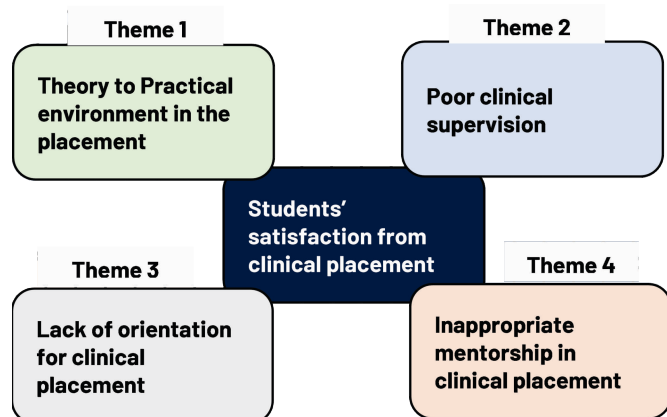 Theme 1
Theory to Practical
environment in the
placement
Theme 2
Poor clinical
supervision
Students’
satisfaction from
clinical placement
Theme 3
Lack of orientation
for clinical
placement
Theme 4
Inappropriate
mentorship in
clinical placement